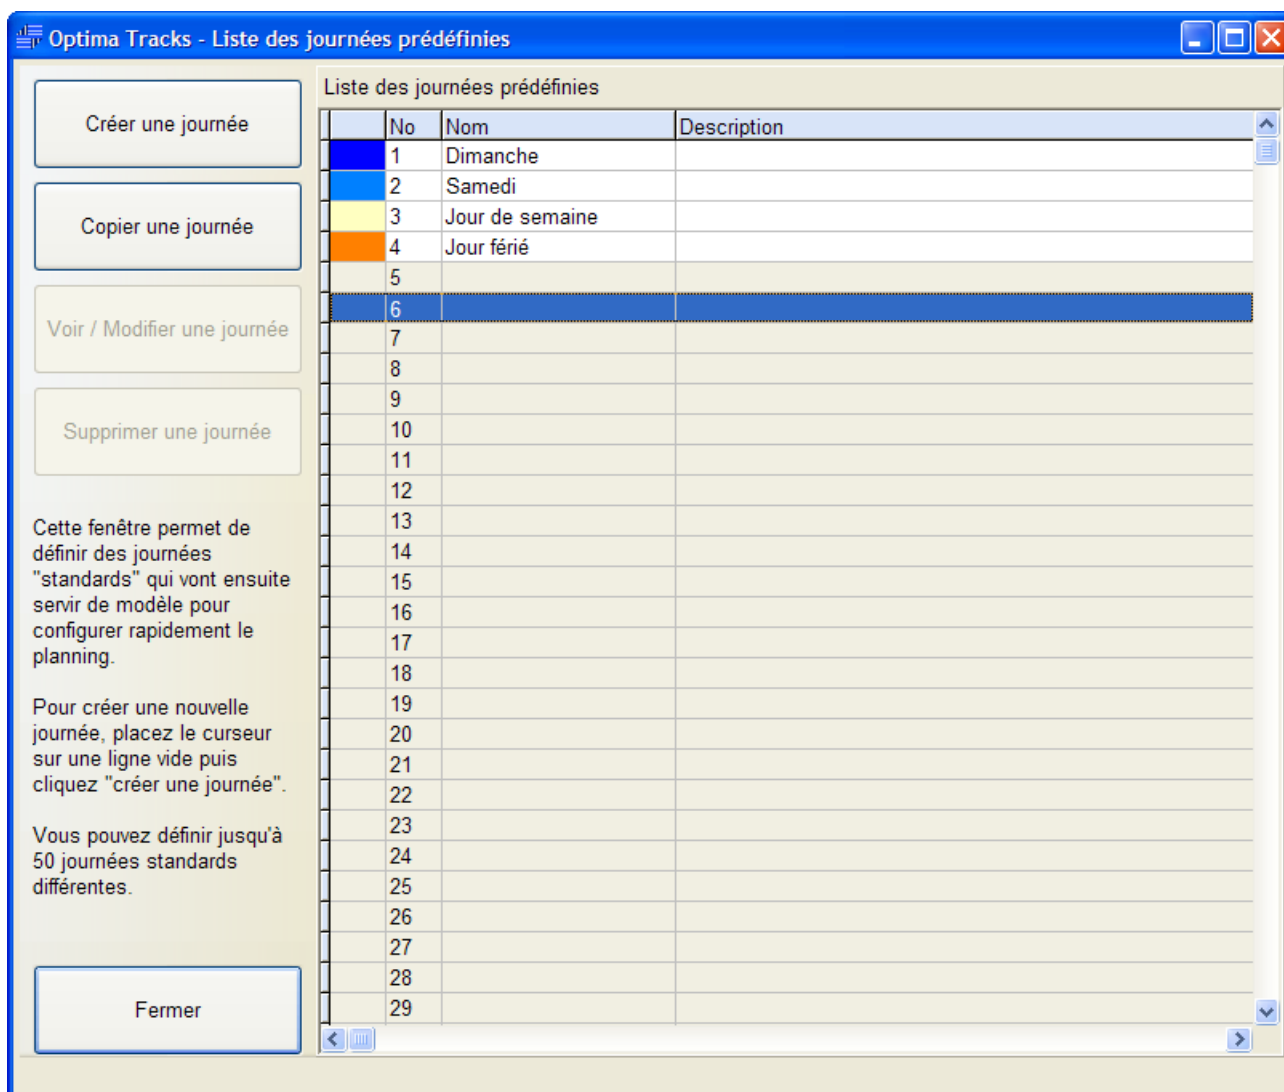 Optima Tracks - Liste des journées prédéfinies
Créer une journée
Copier une journée
Voir / Modifier une journée
Supprimer une journée
Cette fenêtre permet de
définir des journées
"standards" qui vont ensuite
servir de modèle pour
configurer rapidement le
planning.
Pour créer une nouvelle
journée, placez le curseur
sur une ligne vide puis
cliquez "créer une journée".
Vous pouvez définir jusqu'à
50 journées standards
différentes.
Fermer
Liste des journées prédéfinies
No Nom Description
1 Dimanche
2 Samedi
3 Jour de semaine
4 Jour férié
5
6
7
8
9
10
11
12
13
14
15
16
17
18
19
20
21
22
23
24
25
26
27
28
29